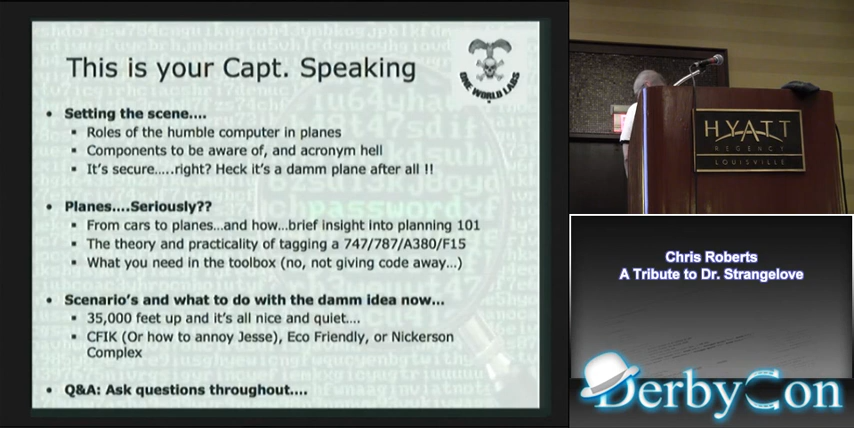 This is your Capt. Speaking
ONE WORLD LABS
• Setting the scene....
▪ Roles of the humble computer in planes
▪ Components to be aware of, and acronym hell
▪ It's secure.....right? Heck it's a damm plane after all !!
• Planes....Seriously??
▪ From cars to planes...and how...brief insight into planning 101
▪ The theory and practicality of tagging a 747/787/A380/F15
▪ What you need in the toolbox (no, not giving code away...)
• Scenario's and what to do with the damm idea now...
▪ 35,000 feet up and it's all nice and quiet....
▪ CFIK (Or how to annoy Jesse), Eco Friendly, or Nickerson
Complex
• Q&A: Ask questions throughout....
HYATT
REGENCY
LOUISVILLE
Chris Roberts
A Tribute to Dr. Strangelove
DerbyCon